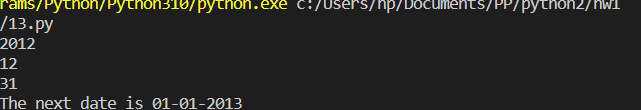 rams/Python/Python310/python.exe c:/Users/hp/Documents/PP/python2/hw1
/13.py
2012
12
31
The next date is 01-01-2013